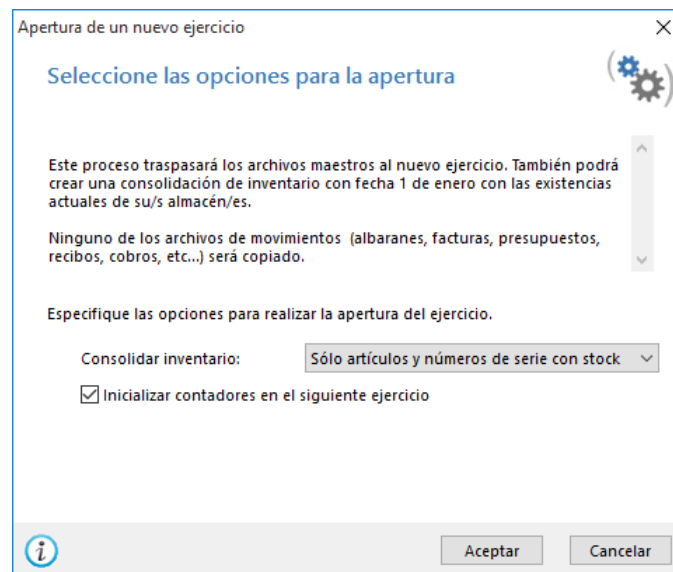 Apertura de un nuevo ejercicio
Seleccione las opciones para la apertura
Este proceso traspasará los archivos maestros al nuevo ejercicio. También podrá
crear una consolidación de inventario con fecha 1 de enero con las existencias
actuales de su/s almacén/es.
Ninguno de los archivos de movimientos (albaranes, facturas, presupuestos,
recibos, cobros, etc...) será copiado.
Especifique las opciones para realizar la apertura del ejercicio.
Consolidar inventario: Sólo artículos y números de serie con stock
Inicializar contadores en el siguiente ejercicio
Aceptar Cancelar